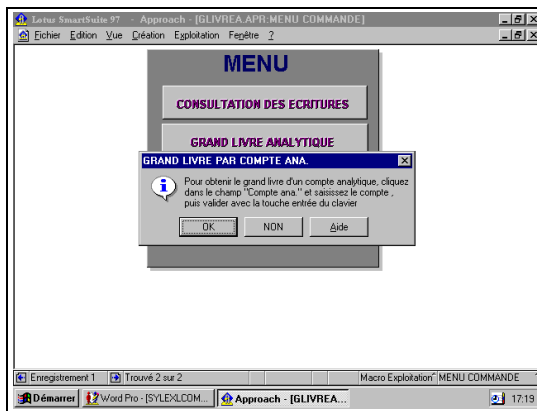 Lotus SmartSuite 97 - Approach - [GLIVREA.APR:MENU COMMANDE]
Fichier Edition Vue Création Exploitation Fenêtre ?
MENU
CONSULTATION DES ECRITURES
GRAND LIVRE ANALYTIQUE
GRAND LIVRE PAR COMPTE ANA.
Pour obtenir le grand livre d'un compte analytique, cliquez
dans le champ "Compte ana." et saisissez le compte ,
puis valider avec la touche entrée du clavier
OK NON Aide
Enregistrement 1 Trouvé 2 sur 2 Macro Exploitation MENU COMMANDE
Démarrer Word Pro - [SYLEXLCOM... Approach - [GLIVREA... 17:19